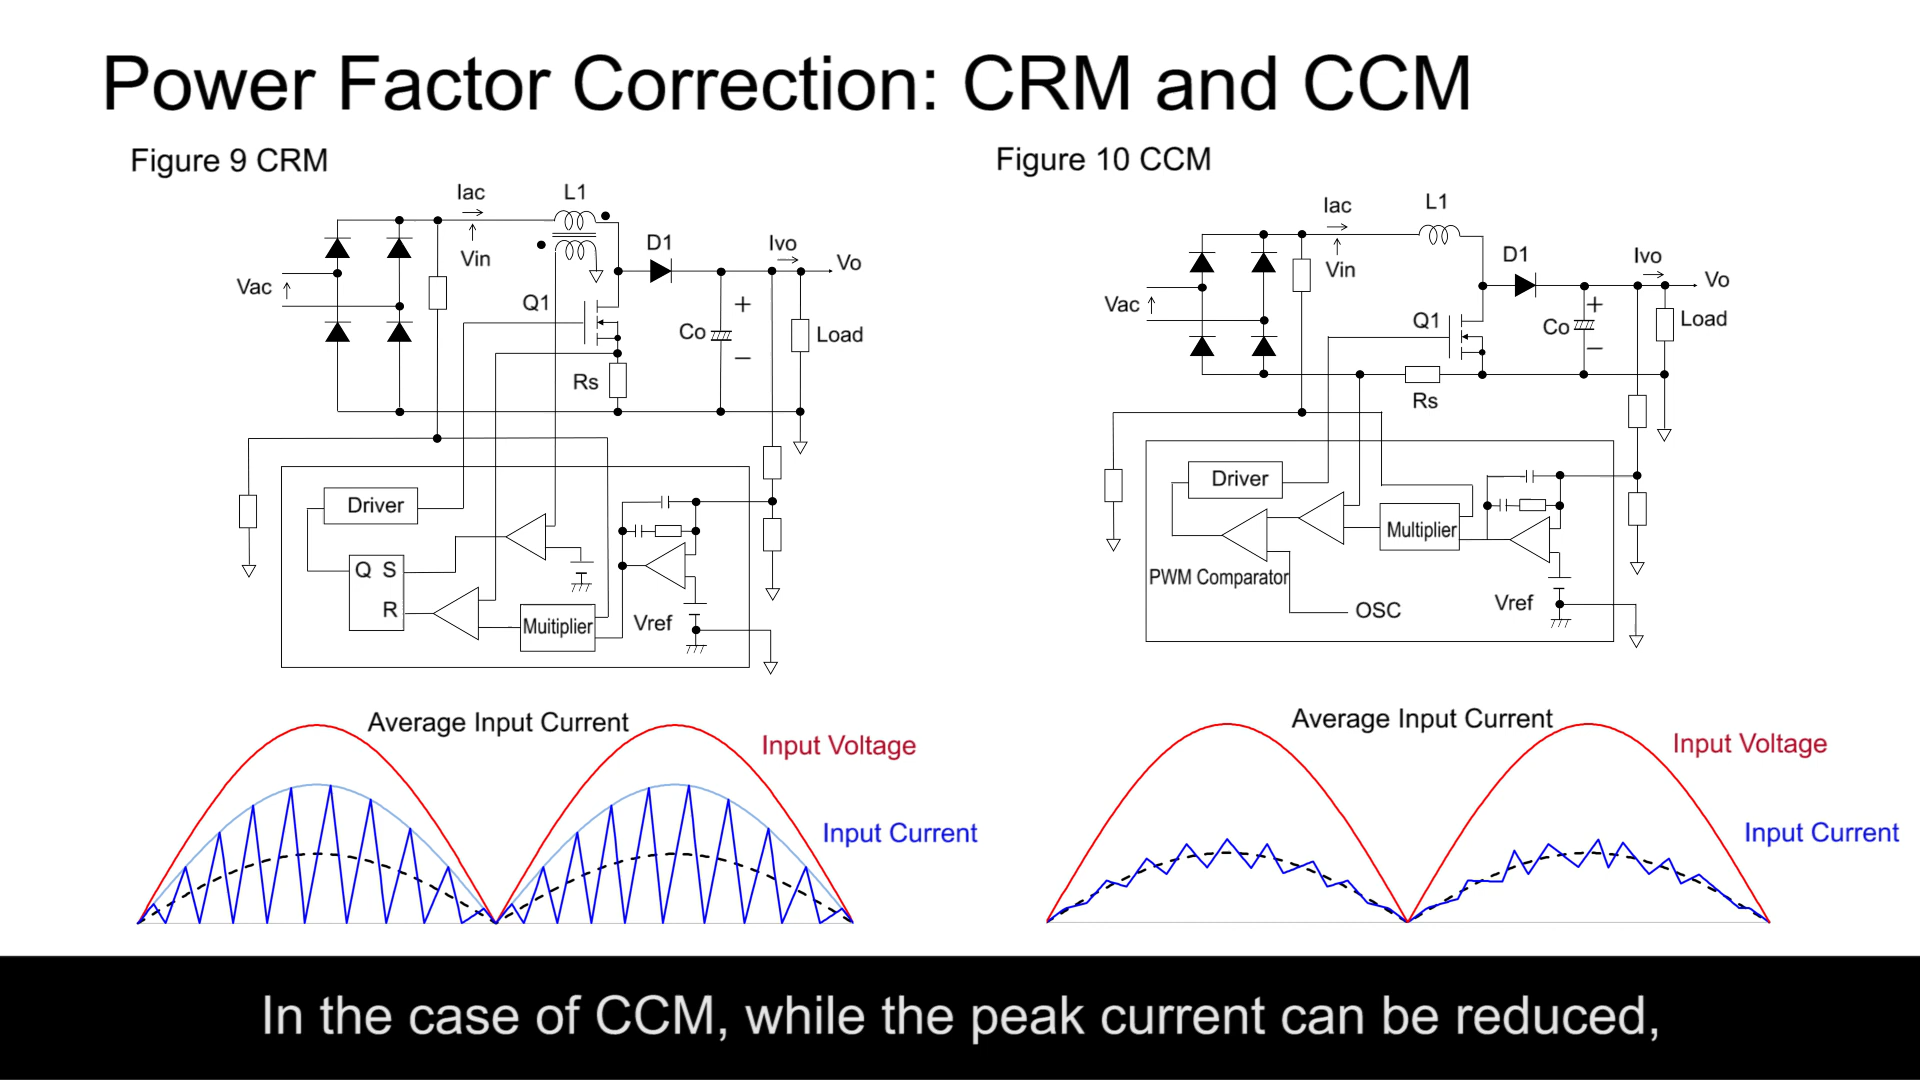 Power Factor Correction: CRM and CCM
Figure 9 CRM
Iac
L1
Vin
D1
Ivo
Vo
Vac
Q1
+
Co
−
Load
Rs
Driver
Q S
R
Muitiplier
Vref
Average Input Current
Input Voltage
Input Current
Figure 10 CCM
Iac
L1
Vin
D1
Ivo
Vo
Vac
Q1
+
Co
−
Load
Rs
Driver
Multiplier
PWM Comparator
OSC
Vref
Average Input Current
Input Voltage
Input Current
In the case of CCM, while the peak current can be reduced,